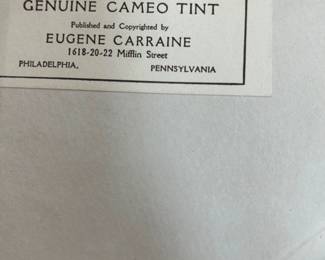 GENUINE CAMEO TINT
Published and Copyrighted by
EUGENE CARRAINE
1618-20-22 Mifflin Street
PHILADELPHIA, PENNSYLVANIA